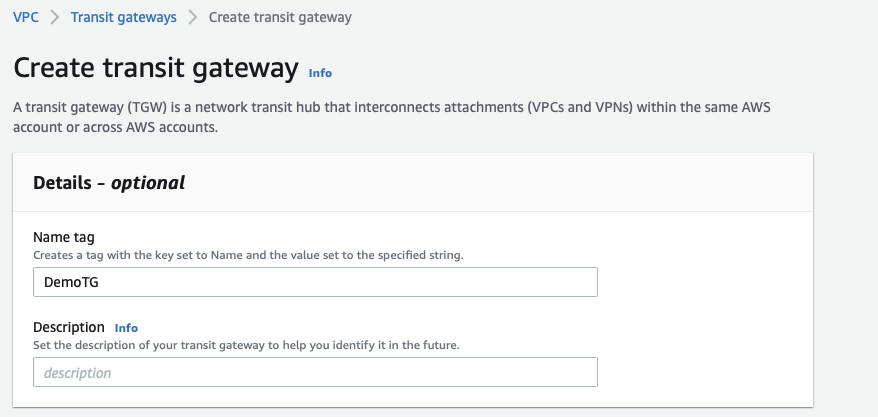 VPC > Transit gateways > Create transit gateway
Create transit gateway Info
A transit gateway (TGW) is a network transit hub that interconnects attachments (VPCs and VPNs) within the same AWS
account or across AWS accounts.
Details - optional
Name tag
Creates a tag with the key set to Name and the value set to the specified string.
DemoTG
Description Info
Set the description of your transit gateway to help you identify it in the future.
description